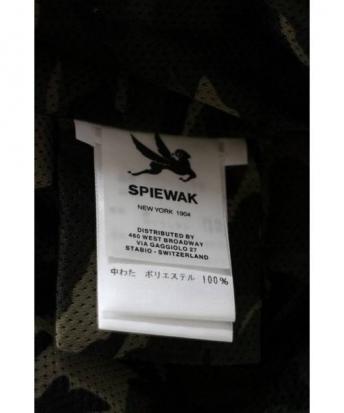 SPIEWAK
NEW YORK 1904
DISTRIBUTED BY
460 WEST BROADWAY
VIA GAGGIOLO 27
STABIO - SWITZERLAND
中わた ポリエステル 100%